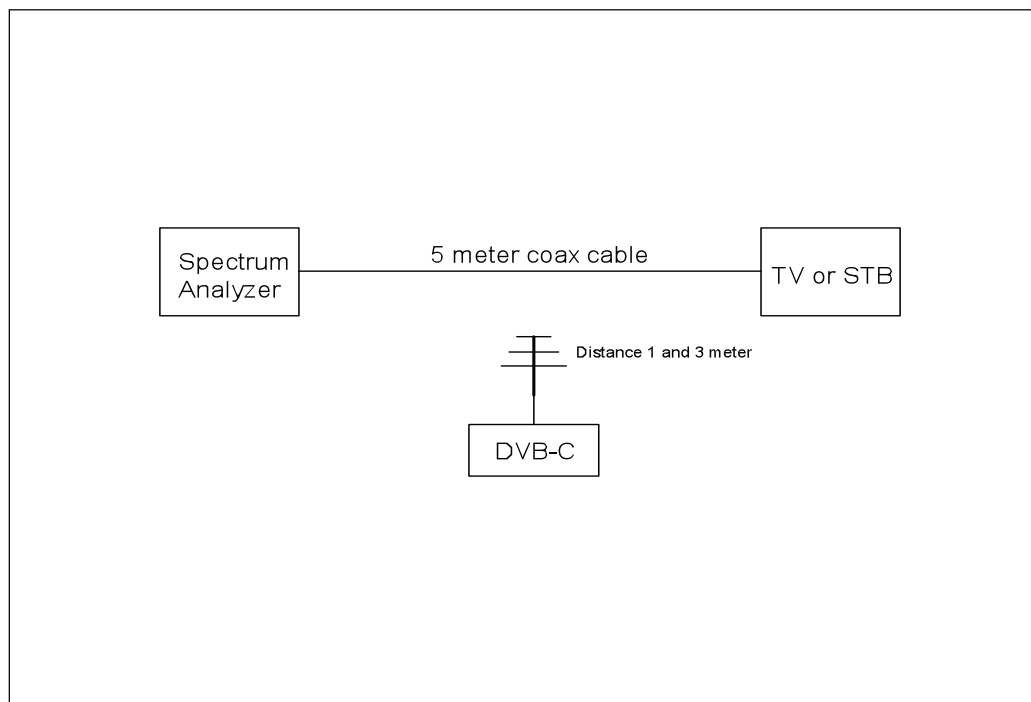 5 meter coax cable
Spectrum
Analyzer
TV or STB
Distance 1 and 3 meter
DVB-C